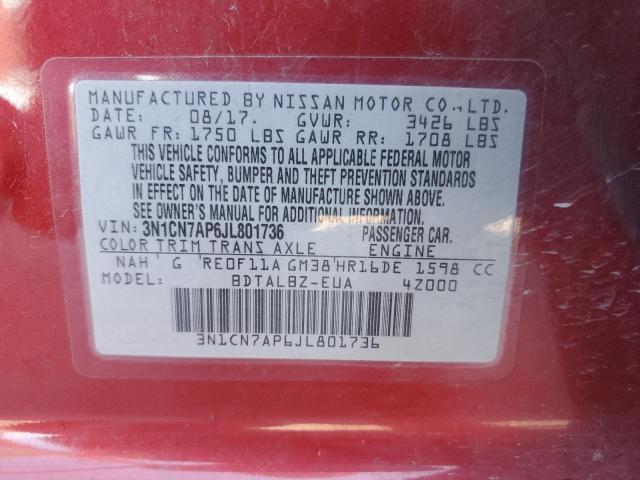 MANUFACTURED BY NISSAN MOTOR CO.,LTD.
DATE: 08/17. GVWR: 3426 LBS
GAWR FR: 1750 LBS GAWR RR: 1708 LBS
THIS VEHICLE CONFORMS TO ALL APPLICABLE FEDERAL MOTOR
VEHICLE SAFETY, BUMPER AND THEFT PREVENTION STANDARDS
IN EFFECT ON THE DATE OF MANUFACTURE SHOWN ABOVE.
SEE OWNER'S MANUAL FOR ADDITIONAL INFORMATION.
VIN: 3N1CN7AP6JL801736 PASSENGER CAR.
COLOR TRIM TRANS AXLE ENGINE
NAH G RE0F11A GM38 HR16DE 1598 CC
MODEL: BDTALBZ-EUA 4Z000
3N1CN7AP6JL801736